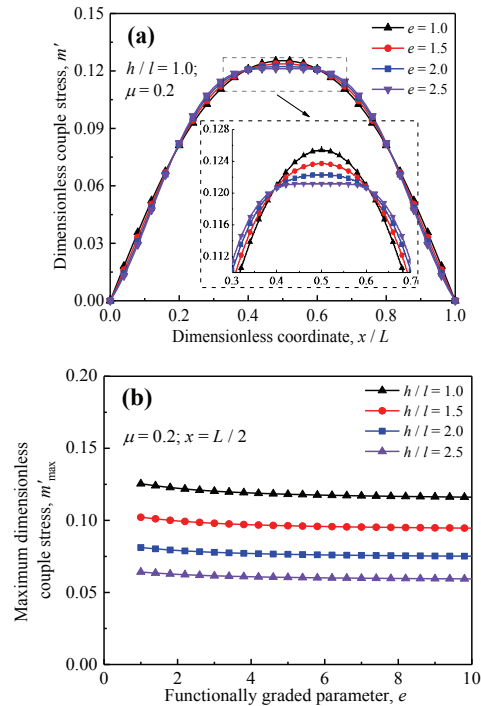 (a)
h / l = 1.0;
μ = 0.2
e = 1.0
e = 1.5
e = 2.0
e = 2.5
Dimensionless couple stress, m′
0.15
0.12
0.09
0.06
0.03
0.00
0.128
0.124
0.120
0.116
0.112
0.3 0.4 0.5 0.6 0.7
0.0 0.2 0.4 0.6 0.8 1.0
Dimensionless coordinate, x / L
(b)
μ = 0.2; x = L / 2
h / l = 1.0
h / l = 1.5
h / l = 2.0
h / l = 2.5
Maximum dimensionless
couple stress, m′max
0.20
0.15
0.10
0.05
0.00
0 2 4 6 8 10
Functionally graded parameter, e